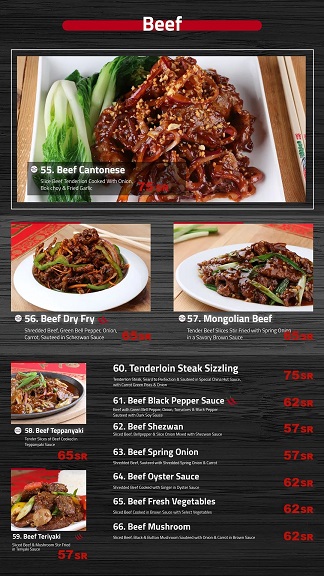 Beef
55. Beef Cantonese
Slice Beef Tenderloin Cooked With Onion,
Bok choy & Fried Garlic
56. Beef Dry Fry
Shredded Beef, Green Bell Pepper, Onion,
Carrot, Sauteed in Schezwan Sauce
57. Mongolian Beef
Tender Beef Slices Stir Fried with Spring Onion
in a Savory Brown Sauce
58. Beef Teppanyaki
Tender Slices of Beef Cooked in
Teppanyaki Sauce
65SR
59. Beef Teriyaki
Sliced Beef & Mushroom Stir Fried
in Teriyaki Sauce
57SR
60. Tenderloin Steak Sizzling
75SR
Tenderloin Steak, Seard to Perfection & Sauteed in Special Oriental Sauce,
with Carrot Green Peas & Onion
61. Beef Black Pepper Sauce
62SR
Beef with Green Bell Pepper, Onion, & Black Pepper
Sauteed with Dark Soy Sauce
62. Beef Shezwan
57SR
Sliced Beef, Bellpepper & Slice Onion Mixed with Shezwan Sauce
63. Beef Spring Onion
57SR
Shredded Beef, Sauteed with Shredded Spring Onion & Carrot
64. Beef Oyster Sauce
62SR
Shredded Beef Cooked with Ginger in Oyster Sauce
65. Beef Fresh Vegetables
62SR
Sliced Beef Cooked in Brown Sauce with Select Vegetables
66. Beef Mushroom
62SR
Sliced Beef, Black & Button Mushroom Sauteed with Onion & Carrot in Brown Sauce